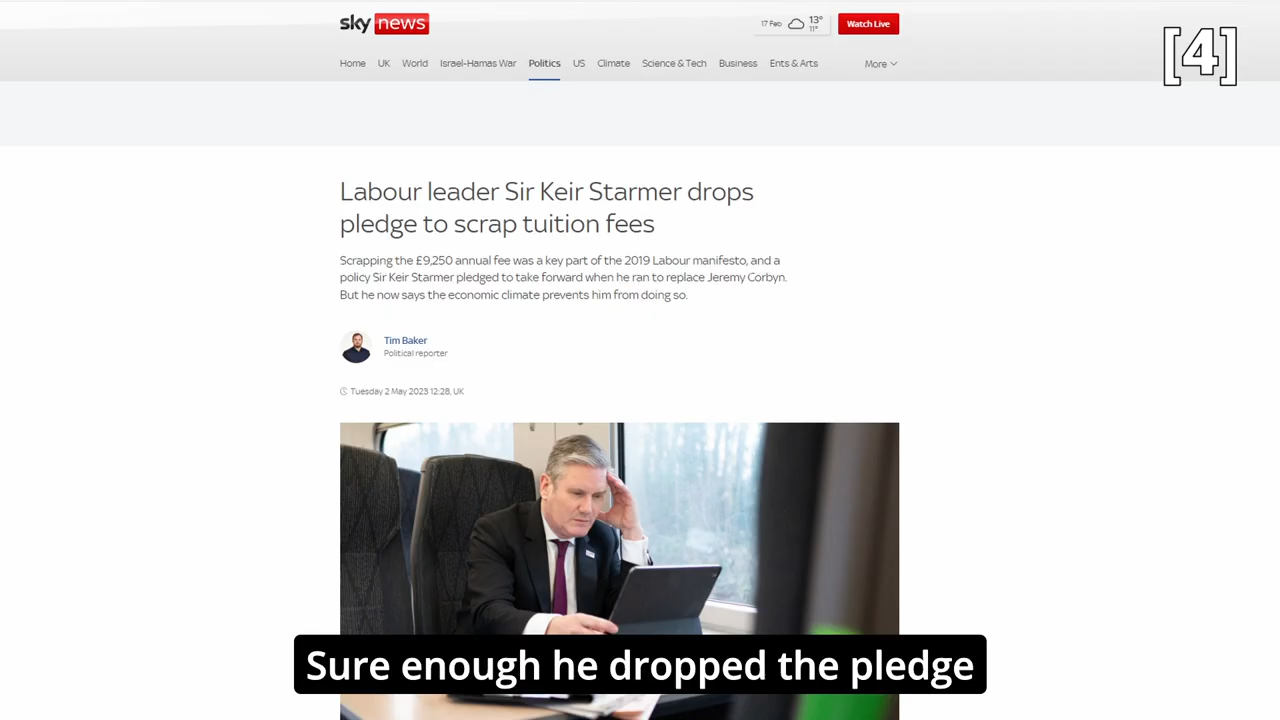 sky news
17 Feb 13° 11°
Watch Live
[4]
Home UK World Israel-Hamas War Politics US Climate Science & Tech Business Ents & Arts More
Labour leader Sir Keir Starmer drops
pledge to scrap tuition fees
Scrapping the £9,250 annual fee was a key part of the 2019 Labour manifesto, and a
policy Sir Keir Starmer pledged to take forward when he ran to replace Jeremy Corbyn.
But he now says the economic climate prevents him from doing so.
Tim Baker
Political reporter
Tuesday 2 May 2023 12:28, UK
Sure enough he dropped the pledge